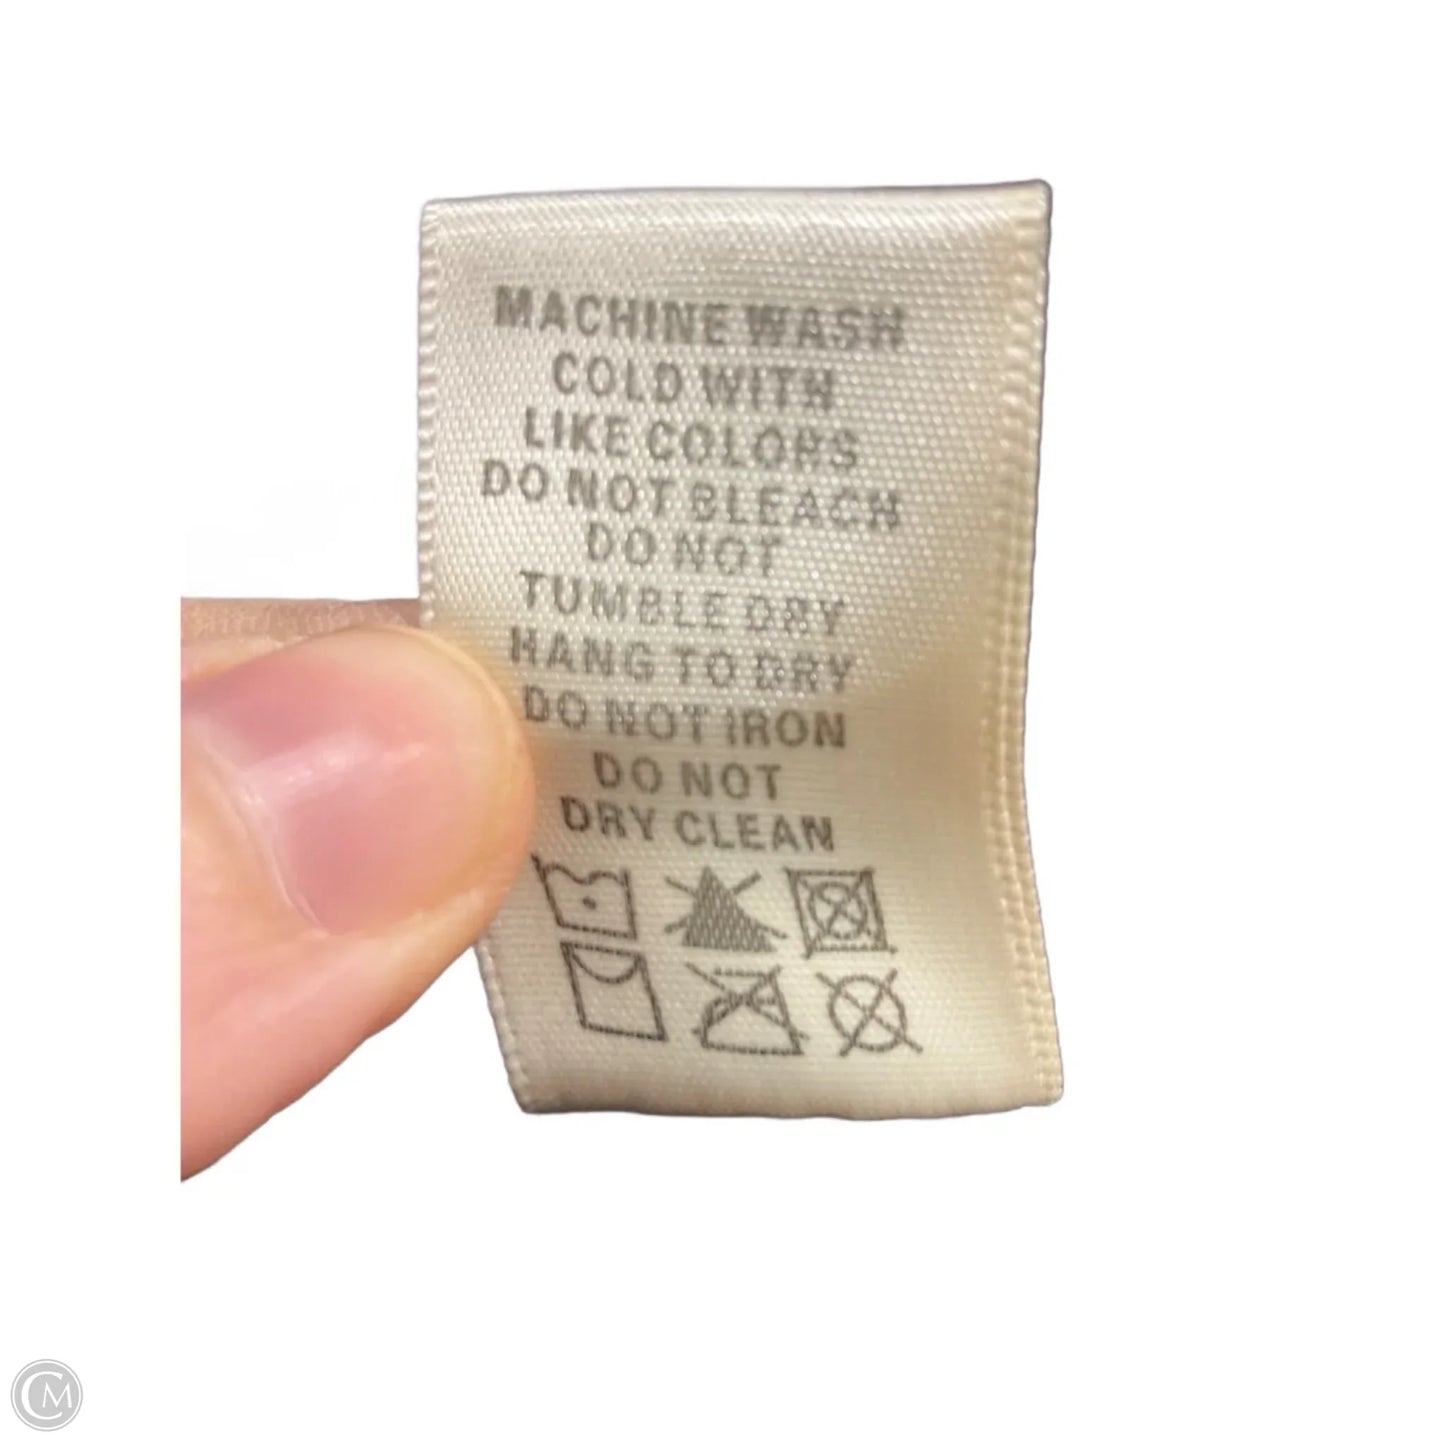 MACHINE WASH
COLD WITH
LIKE COLORS
DO NOT BLEACH
DO NOT
TUMBLE DRY
HANG TO DRY
DO NOT IRON
DO NOT
DRY CLEAN
CM